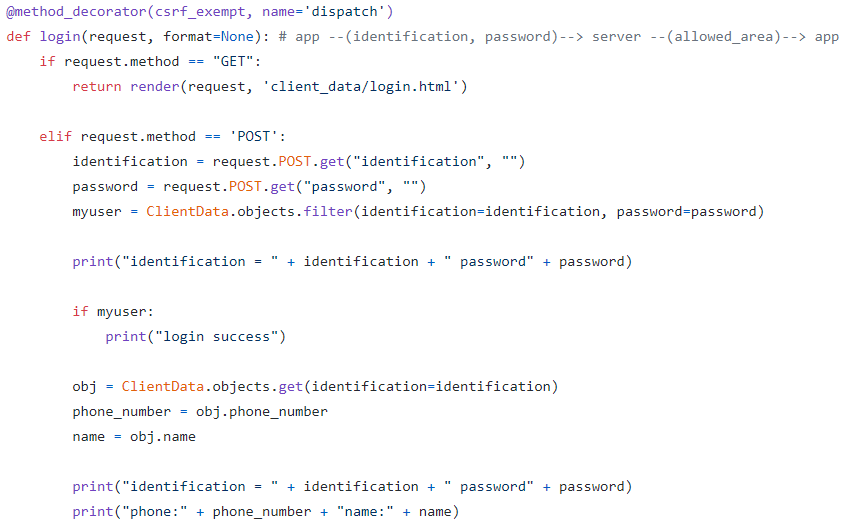 @method_decorator(csrf_exempt, name='dispatch')
def login(request, format=None): # app --(identification, password)--> server --(allowed_area)--> app
    if request.method == "GET":
        return render(request, 'client_data/login.html')

    elif request.method == 'POST':
        identification = request.POST.get("identification", "")
        password = request.POST.get("password", "")
        myuser = ClientData.objects.filter(identification=identification, password=password)

        print("identification = " + identification + " password" + password)

        if myuser:
            print("login success")

        obj = ClientData.objects.get(identification=identification)
        phone_number = obj.phone_number
        name = obj.name

        print("identification = " + identification + " password" + password)
        print("phone:" + phone_number + "name:" + name)